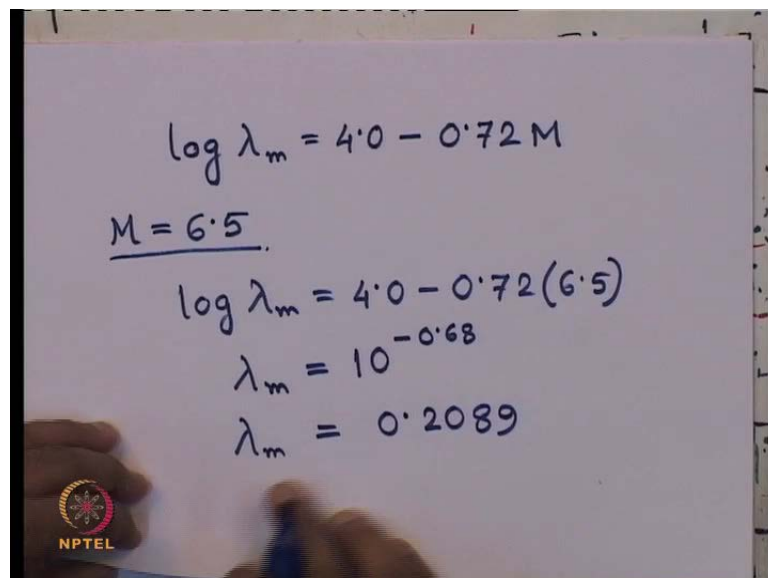 log λm = 4.0 - 0.72 M
M = 6.5
log λm = 4.0 - 0.72 (6.5)
λm = 10^-0.68
λm = 0.2089
NPTEL